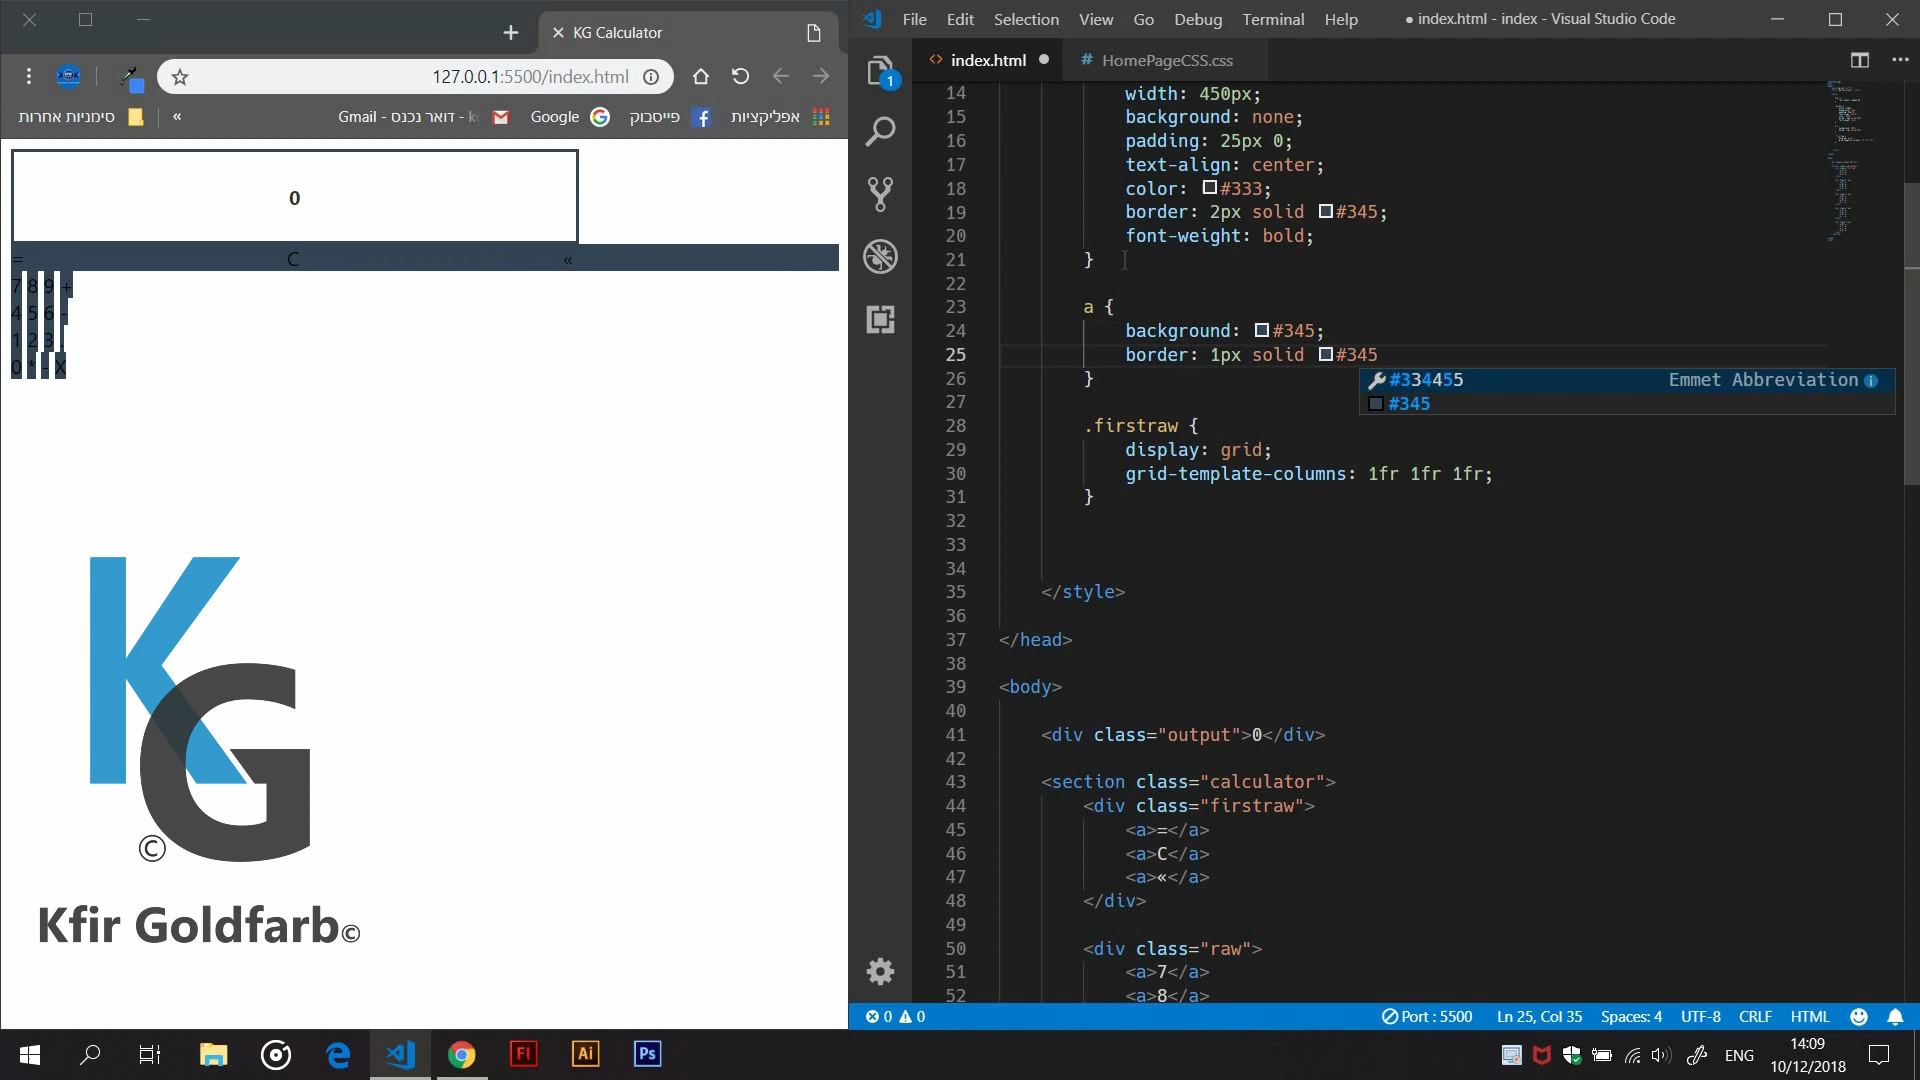 KG Calculator
127.0.0.1:5500/index.html
סימניות אחרות
»
Gmail - דואר נכנס
Google
פייסבוק
אפליקציות
0
=
C
«
7 8 9 +
4 5 6 -
1 2 3 .
0 * - X
KG
©
Kfir Goldfarb©
File Edit Selection View Go Debug Terminal Help
● index.html - index - Visual Studio Code
index.html
# HomePageCSS.css
1
14 width: 450px;
15 background: none;
16 padding: 25px 0;
17 text-align: center;
18 color: #333;
19 border: 2px solid #345;
20 font-weight: bold;
21 }
22
23 a {
24 background: #345;
25 border: 1px solid #345
26 }
#334455 Emmet Abbreviation
#345
27
28 .firstraw {
29 display: grid;
30 grid-template-columns: 1fr 1fr 1fr;
31 }
32
33
34
35 </style>
36
37 </head>
38
39 <body>
40
41 <div class="output">0</div>
42
43 <section class="calculator">
44 <div class="firstraw">
45 <a>=</a>
46 <a>C</a>
47 <a>«</a>
48 </div>
49
50 <div class="raw">
51 <a>7</a>
52 <a>8</a>
0 0
Port : 5500 Ln 25, Col 35 Spaces: 4 UTF-8 CRLF HTML
Fl
Ai
Ps
ENG
14:09
10/12/2018